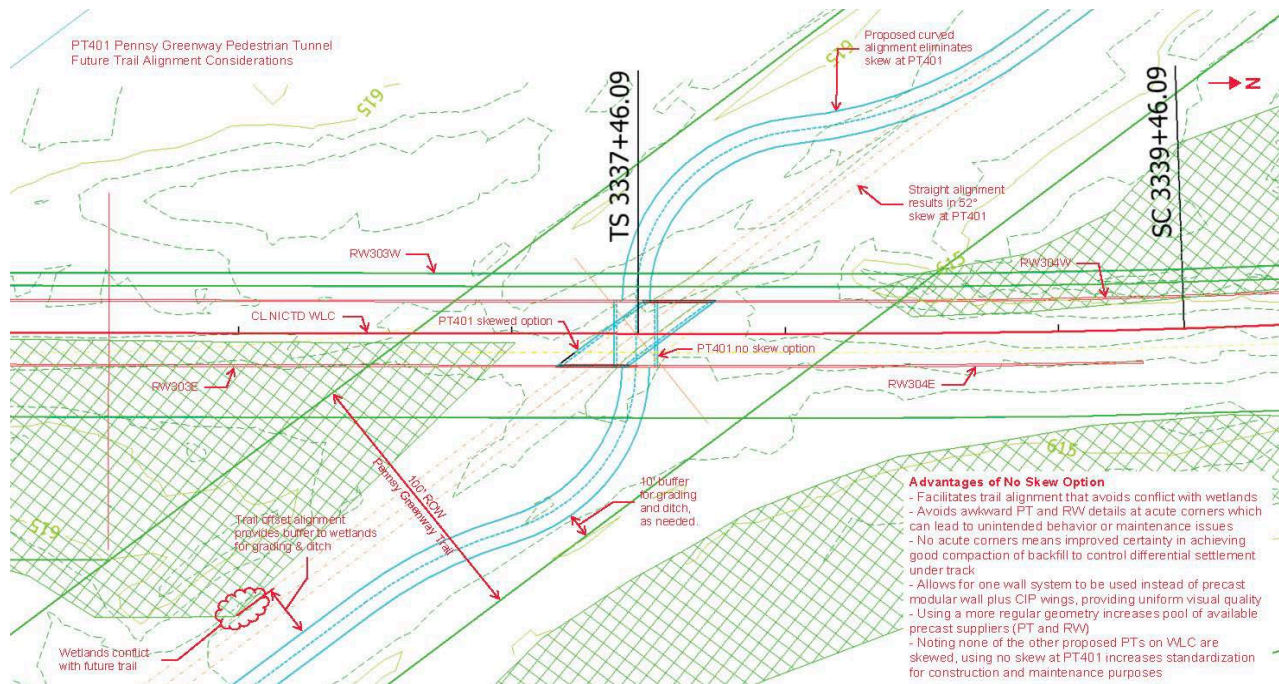 PT401 Pennsy Greenway Pedestrian Tunnel
Future Trail Alignment Considerations
Proposed curved
alignment eliminates
skew at PT401
615
615
N
TS 3337+46.09
SC 3339+46.09
Straight alignment
results in 52°
skew at PT401
RW303W
615
RW304W
CL NICTD WLC
PT401 skewed option
PT401 no skew option
RW303E
RW304E
100' ROW
Pennsy Greenway Trail
10' buffer
for grading
and ditch,
as needed.
615
615
Trail offset alignment
provides buffer to wetlands
for grading & ditch
Wetlands conflict
with future trail
Advantages of No Skew Option
- Facilitates trail alignment that avoids conflict with wetlands
- Avoids awkward PT and RW details at acute corners which
can lead to unintended behavior or maintenance issues
- No acute corners means improved certainty in achieving
good compaction of backfill to control differential settlement
under track
- Allows for one wall system to be used instead of precast
modular wall plus CIP wings, providing uniform visual quality
- Using a more regular geometry increases pool of available
precast suppliers (PT and RW)
- Noting none of the other proposed PTs on WLC are
skewed, using no skew at PT401 increases standardization
for construction and maintenance purposes